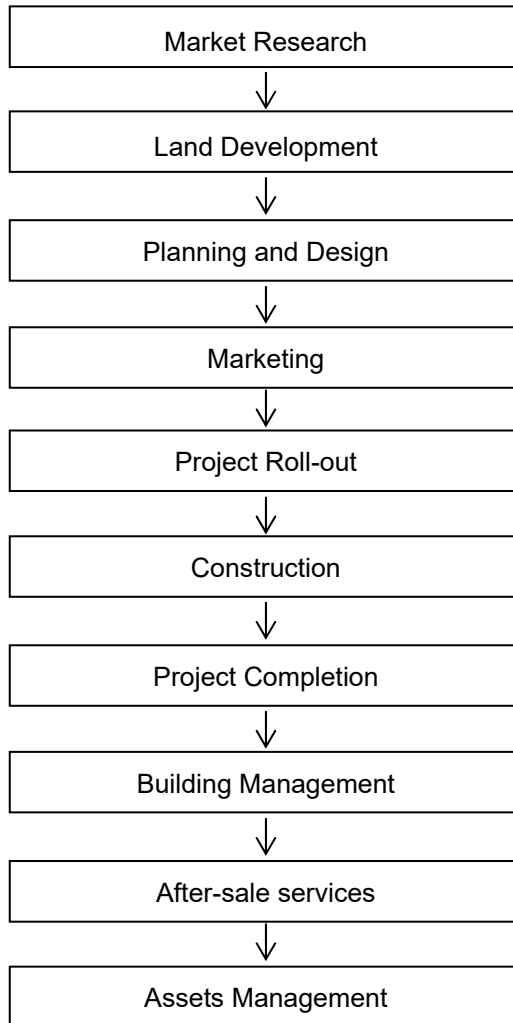 Market Research
Land Development
Planning and Design
Marketing
Project Roll-out
Construction
Project Completion
Building Management
After-sale services
Assets Management